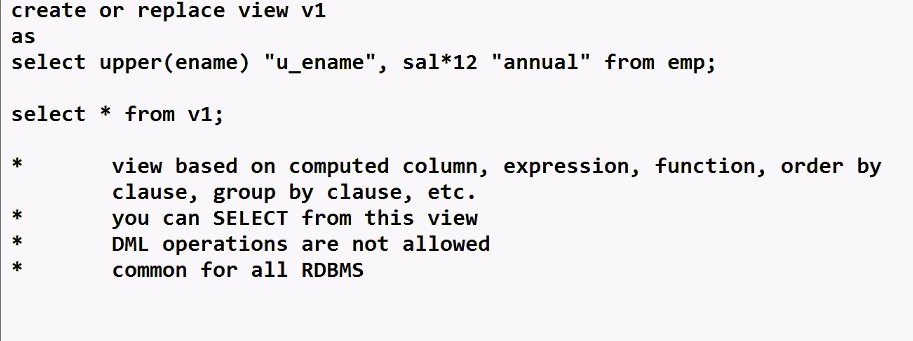 create or replace view v1
as
select upper(ename) "u_ename", sal*12 "annual" from emp;
select * from v1;
* view based on computed column, expression, function, order by
clause, group by clause, etc.
* you can SELECT from this view
* DML operations are not allowed
* common for all RDBMS